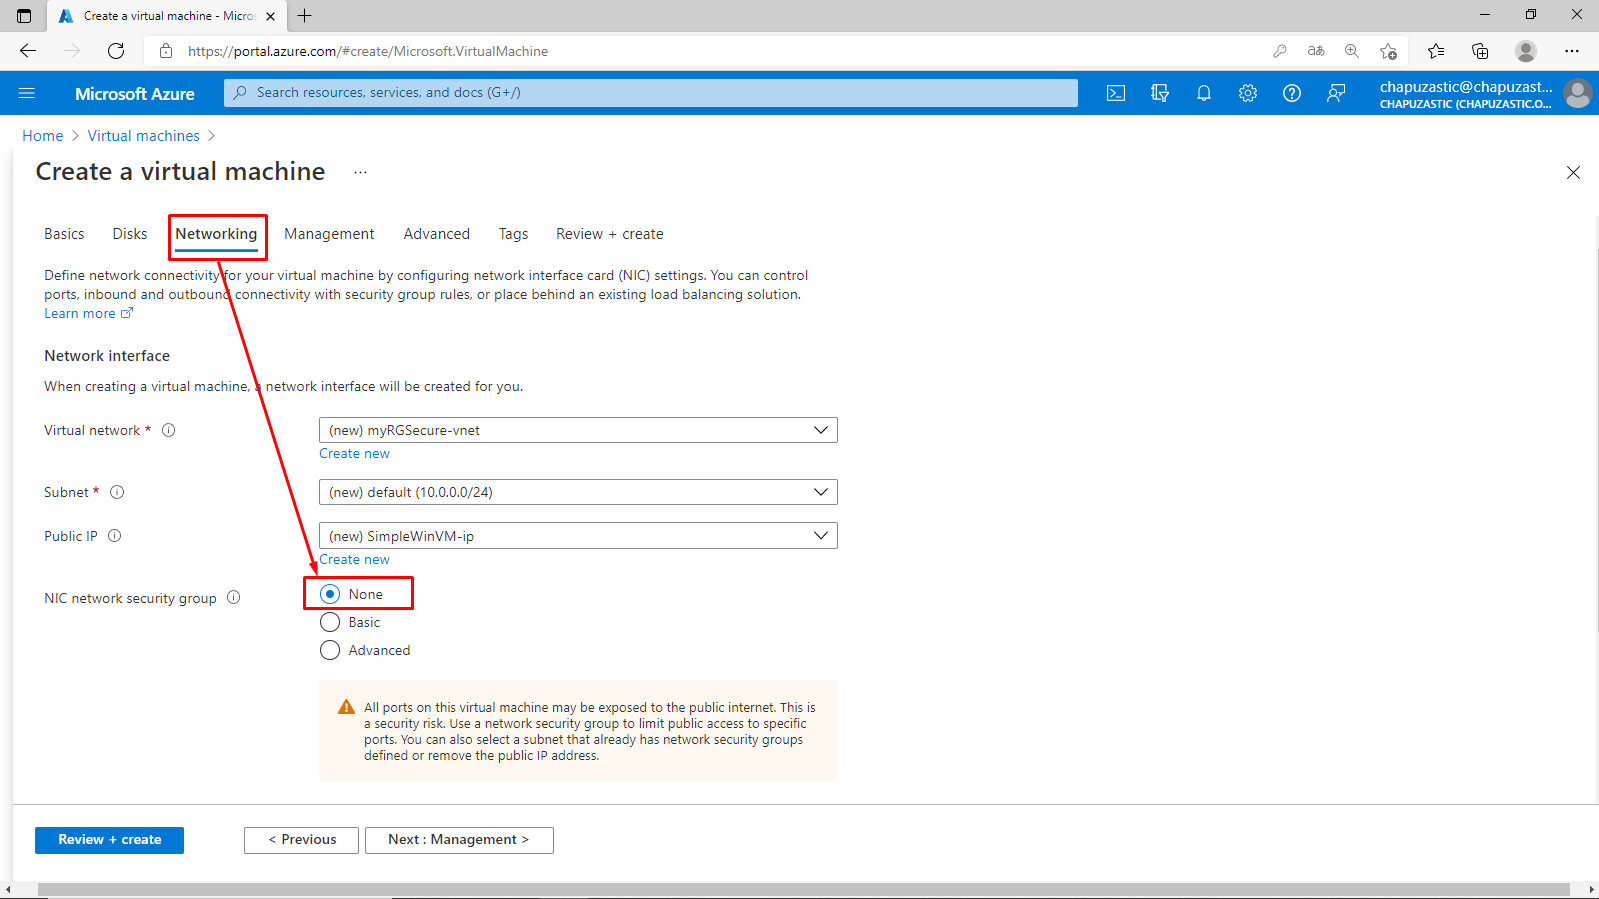 Create a virtual machine - Micros
https://portal.azure.com/#create/Microsoft.VirtualMachine
aあ
Microsoft Azure
Search resources, services, and docs (G+/)
chapuzastic@chapuzast...
CHAPUZASTIC (CHAPUZASTIC.O...
Home > Virtual machines >
Create a virtual machine ...
Basics Disks Networking Management Advanced Tags Review + create
Define network connectivity for your virtual machine by configuring network interface card (NIC) settings. You can control
ports, inbound and outbound connectivity with security group rules, or place behind an existing load balancing solution.
Learn more
Network interface
When creating a virtual machine, a network interface will be created for you.
Virtual network *
(new) myRGSecure-vnet
Create new
Subnet *
(new) default (10.0.0.0/24)
Public IP
(new) SimpleWinVM-ip
Create new
NIC network security group
None
Basic
Advanced
All ports on this virtual machine may be exposed to the public internet. This is
a security risk. Use a network security group to limit public access to specific
ports. You can also select a subnet that already has network security groups
defined or remove the public IP address.
Review + create
< Previous
Next : Management >